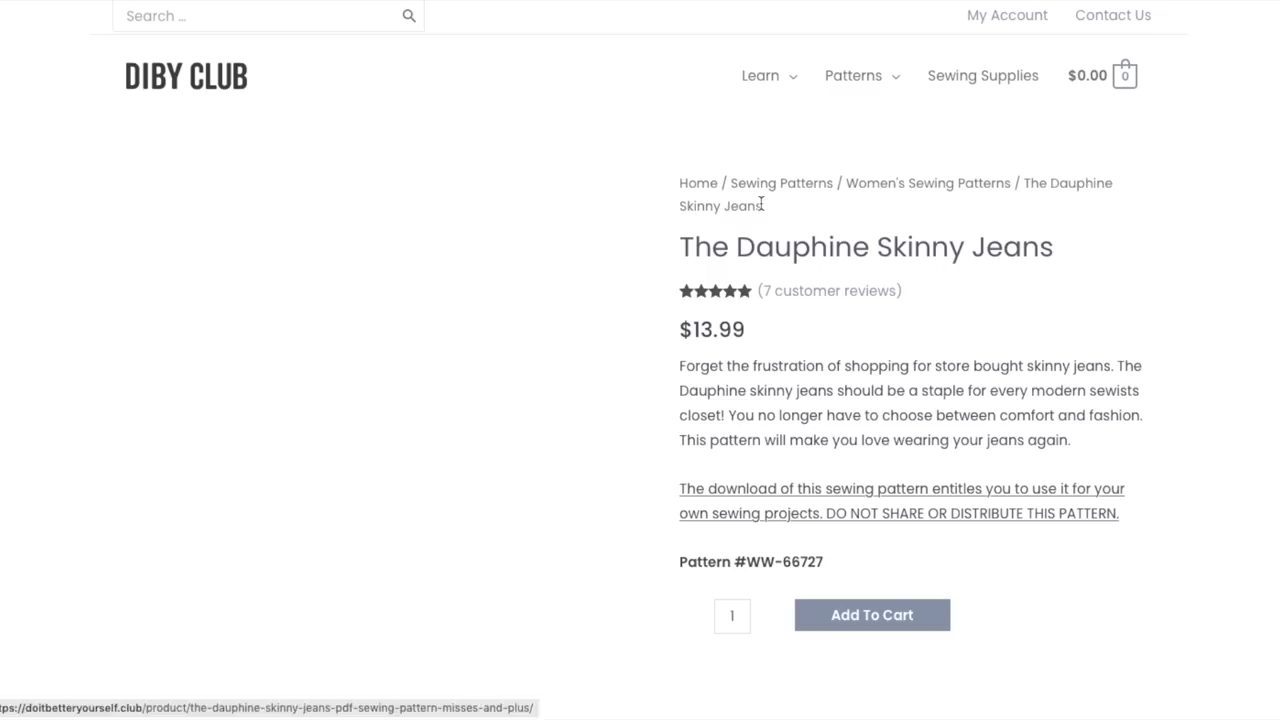 Search ...
My Account
Contact Us
DIBY CLUB
Learn
Patterns
Sewing Supplies
$0.00
0
Home / Sewing Patterns / Women's Sewing Patterns / The Dauphine
Skinny Jeans
The Dauphine Skinny Jeans
(7 customer reviews)
$13.99
Forget the frustration of shopping for store bought skinny jeans. The
Dauphine skinny jeans should be a staple for every modern sewists
closet! You no longer have to choose between comfort and fashion.
This pattern will make you love wearing your jeans again.
The download of this sewing pattern entitles you to use it for your
own sewing projects. DO NOT SHARE OR DISTRIBUTE THIS PATTERN.
Pattern #WW-66727
1
Add To Cart
tps://doitbetteryourself.club/product/the-dauphine-skinny-jeans-pdf-sewing-pattern-misses-and-plus/